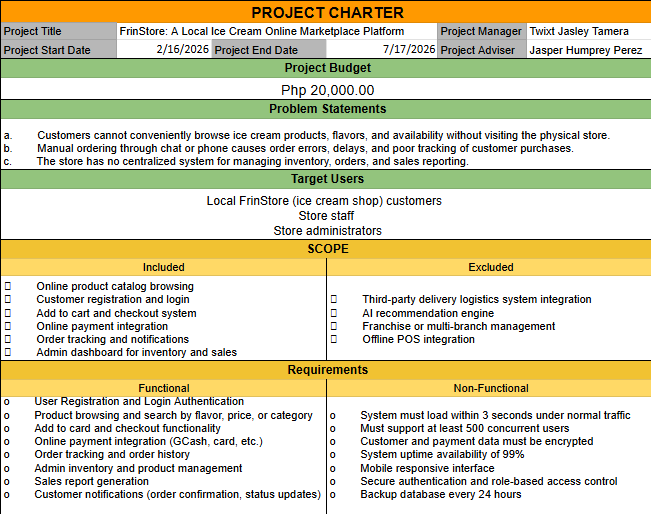 PROJECT CHARTER
Project Title FrinStore: A Local Ice Cream Online Marketplace Platform Project Manager Twixt Jasley Tamera
Project Start Date 2/16/2026 Project End Date 7/17/2026 Project Adviser Jasper Humprey Perez
Project Budget
Php 20,000.00
Problem Statements
a. Customers cannot conveniently browse ice cream products, flavors, and availability without visiting the physical store.
b. Manual ordering through chat or phone causes order errors, delays, and poor tracking of customer purchases.
c. The store has no centralized system for managing inventory, orders, and sales reporting.
Target Users
Local FrinStore (ice cream shop) customers
Store staff
Store administrators
SCOPE
Included Excluded
Online product catalog browsing
Customer registration and login Third-party delivery logistics system integration
Add to cart and checkout system AI recommendation engine
Online payment integration Franchise or multi-branch management
Order tracking and notifications Offline POS integration
Admin dashboard for inventory and sales
Requirements
Functional Non-Functional
o User Registration and Login Authentication
o Product browsing and search by flavor, price, or category o System must load within 3 seconds under normal traffic
o Add to card and checkout functionality o Must support at least 500 concurrent users
o Online payment integration (GCash, card, etc.) o Customer and payment data must be encrypted
o Order tracking and order history o System uptime availability of 99%
o Admin inventory and product management o Mobile responsive interface
o Sales report generation o Secure authentication and role-based access control
o Customer notifications (order confirmation, status updates) o Backup database every 24 hours